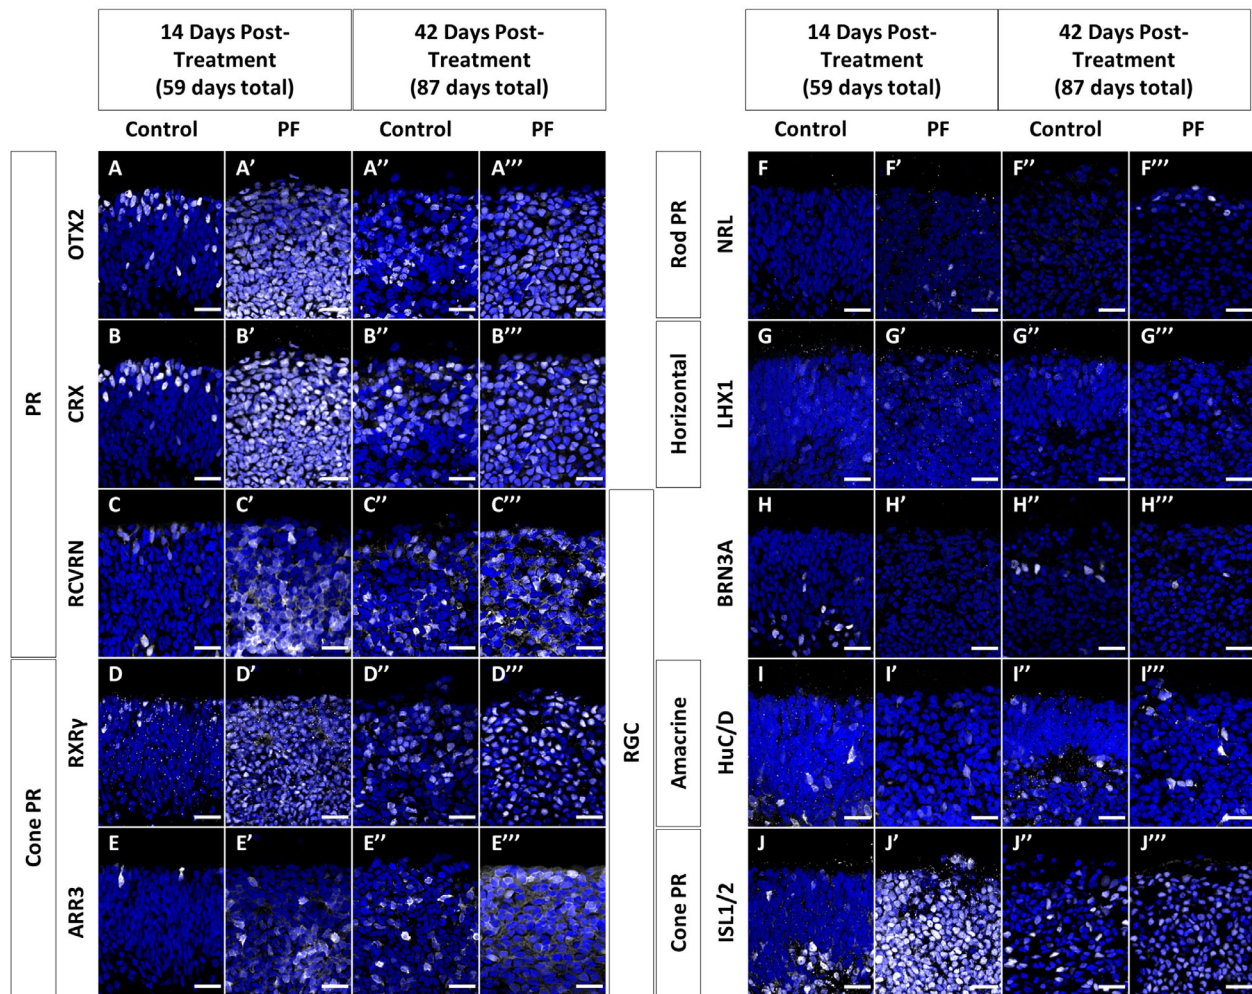 14 Days Post-
Treatment
(59 days total)
42 Days Post-
Treatment
(87 days total)
14 Days Post-
Treatment
(59 days total)
42 Days Post-
Treatment
(87 days total)
Control
PF
Control
PF
Control
PF
Control
PF
PR
OTX2
A
A'
A''
A'''
CRX
B
B'
B''
B'''
RCVRN
C
C'
C''
C'''
Cone PR
RXRγ
D
D'
D''
D'''
ARR3
E
E'
E''
E'''
Rod PR
NRL
F
F'
F''
F'''
Horizontal
LHX1
G
G'
G''
G'''
RGC
BRN3A
H
H'
H''
H'''
Amacrine
HuC/D
I
I'
I''
I'''
Cone PR
ISL1/2
J
J'
J''
J'''